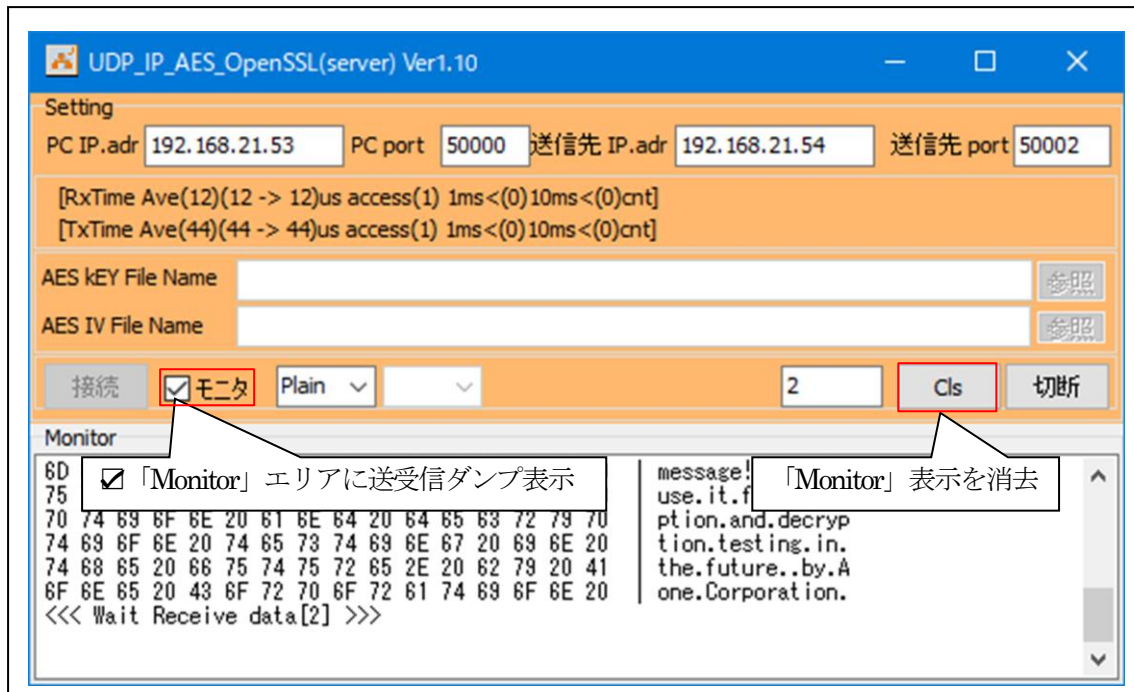 UDP_IP_AES_OpenSSL(server) Ver1.10
Setting
PC IP.adr 192.168.21.53 PC port 50000 送信先 IP.adr 192.168.21.54 送信先 port 50002
[RxTime Ave(12)(12 -> 12)us access(1) 1ms<(0)10ms<(0)cnt]
[TxTime Ave(44)(44 -> 44)us access(1) 1ms<(0)10ms<(0)cnt]
AES kEY File Name 参照
AES IV File Name 参照
接続 ☑モニタ Plain 2 Cls 切断
Monitor
☑「Monitor」エリアに送受信ダンプ表示
「Monitor」表示を消去
6D message!
75 use.it.f
70 74 69 6F 6E 20 61 6E 64 20 64 65 63 72 79 70 | ption.and.decryp
74 69 6F 6E 20 74 65 73 74 69 6E 67 20 69 6E 20 | tion.testing.in.
74 68 65 20 66 75 74 75 72 65 2E 20 62 79 20 41 | the.future..by.A
6F 6E 65 20 43 6F 72 70 6F 72 61 74 69 6F 6E 20 | one.Corporation.
<<< Wait Receive data[2] >>>